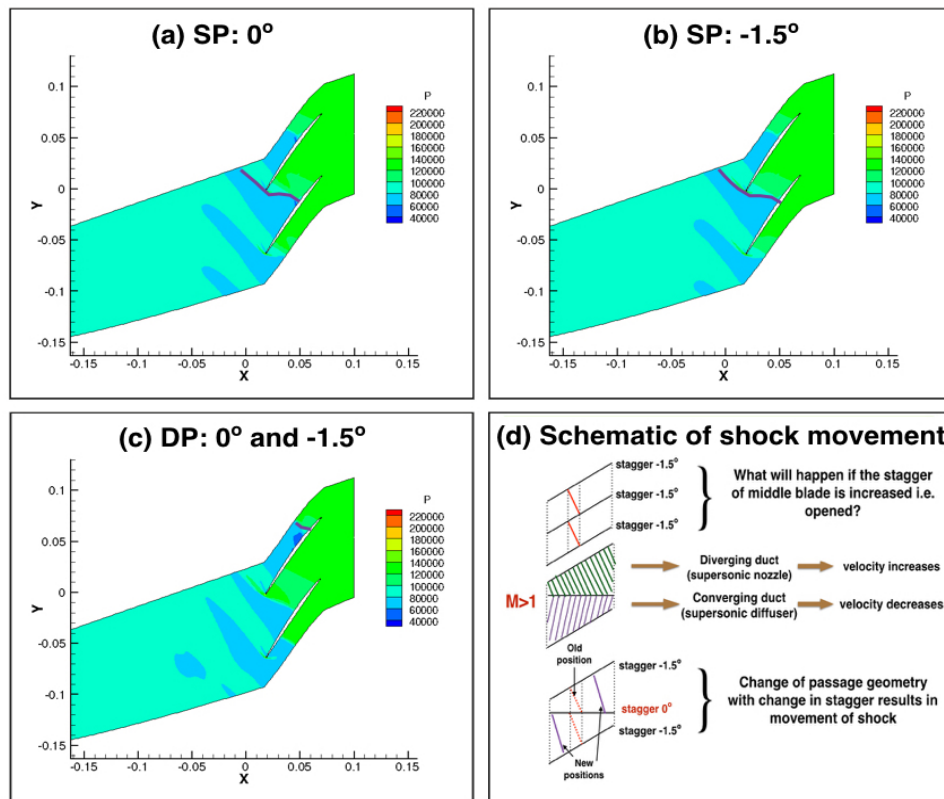 (a) SP: 0°
P
220000
200000
180000
160000
140000
120000
100000
80000
60000
40000
0.1
0.05
0
-0.05
-0.1
-0.15
Y
-0.15 -0.1 -0.05 0 0.05 0.1 0.15
X
(b) SP: -1.5°
P
220000
200000
180000
160000
140000
120000
100000
80000
60000
40000
0.1
0.05
0
-0.05
-0.1
-0.15
Y
-0.15 -0.1 -0.05 0 0.05 0.1 0.15
X
(c) DP: 0° and -1.5°
P
220000
200000
180000
160000
140000
120000
100000
80000
60000
40000
0.1
0.05
0
-0.05
-0.1
-0.15
Y
-0.15 -0.1 -0.05 0 0.05 0.1 0.15
X
(d) Schematic of shock movement
stagger -1.5°
stagger -1.5°
stagger -1.5°
What will happen if the stagger
of middle blade is increased i.e.
opened?
M>1
Diverging duct
(supersonic nozzle)
velocity increases
Converging duct
(supersonic diffuser)
velocity decreases
Old
position
stagger -1.5°
stagger 0°
stagger -1.5°
New
positions
Change of passage geometry
with change in stagger results in
movement of shock